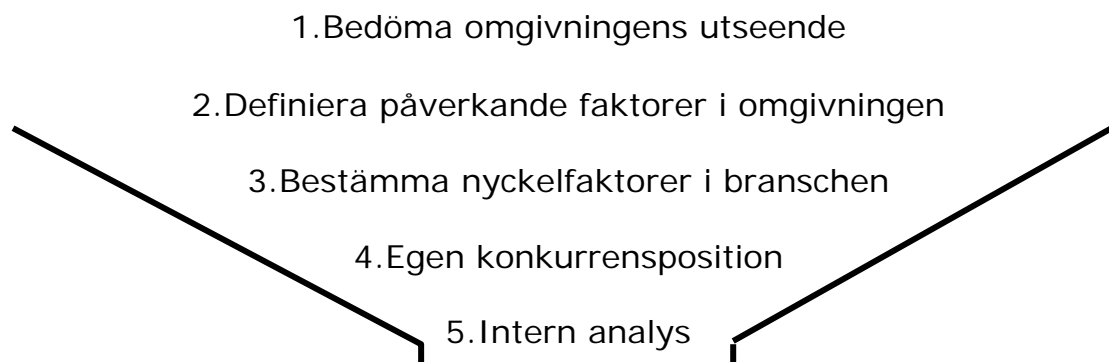 1.Bedöma omgivningens utseende
2.Definiera påverkande faktorer i omgivningen
3.Bestämma nyckelfaktorer i branschen
4.Egen konkurrensposition
5.Intern analys